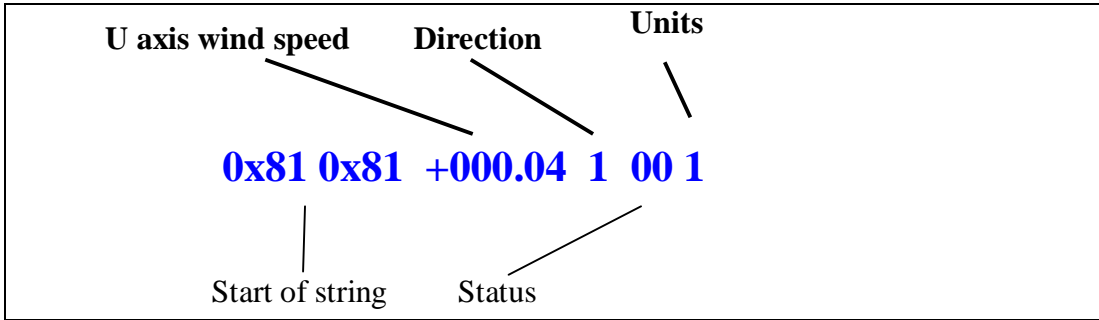 U axis wind speed Direction Units
0x81 0x81 +000.04 1 00 1
Start of string Status